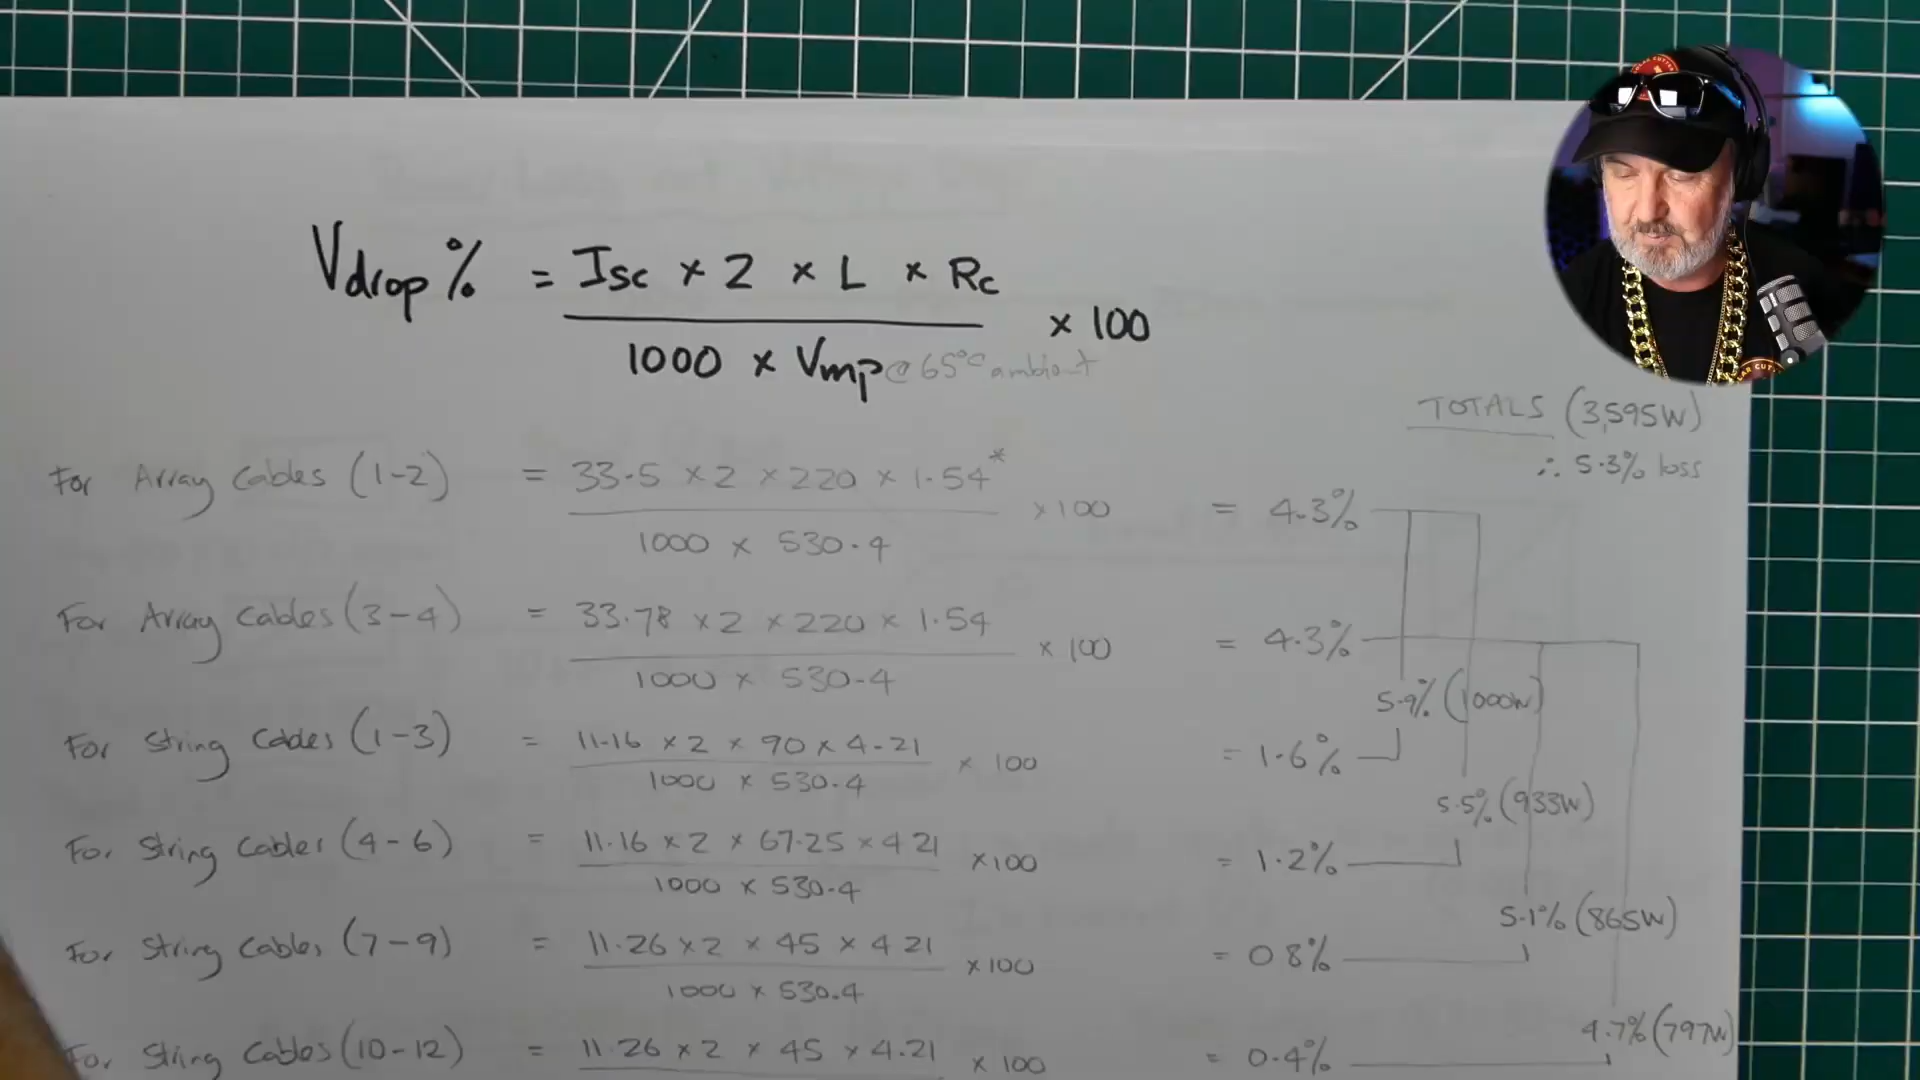 Vdrop % = Isc × 2 × L × Rc × 100
1000 × Vmp @ 65°C ambient
TOTALS (3,595W)
∴ 5.3% loss
For Array Cables (1-2) = 33.5 × 2 × 220 × 1.54* × 100 = 4.3%
1000 × 530.4
For Array Cables (3-4) = 33.78 × 2 × 220 × 1.54 × 100 = 4.3%
1000 × 530.4
5.9% (1000W)
For String Cables (1-3) = 11.16 × 2 × 90 × 4.21 × 100 = 1.6%
1000 × 530.4
5.5% (933W)
For String Cables (4-6) = 11.16 × 2 × 67.25 × 4.21 × 100 = 1.2%
1000 × 530.4
5.1% (865W)
For String Cables (7-9) = 11.26 × 2 × 45 × 4.21 × 100 = 0.8%
1000 × 530.4
4.7% (797W)
For String Cables (10-12) = 11.26 × 2 × 45 × 4.21 × 100 = 0.4%